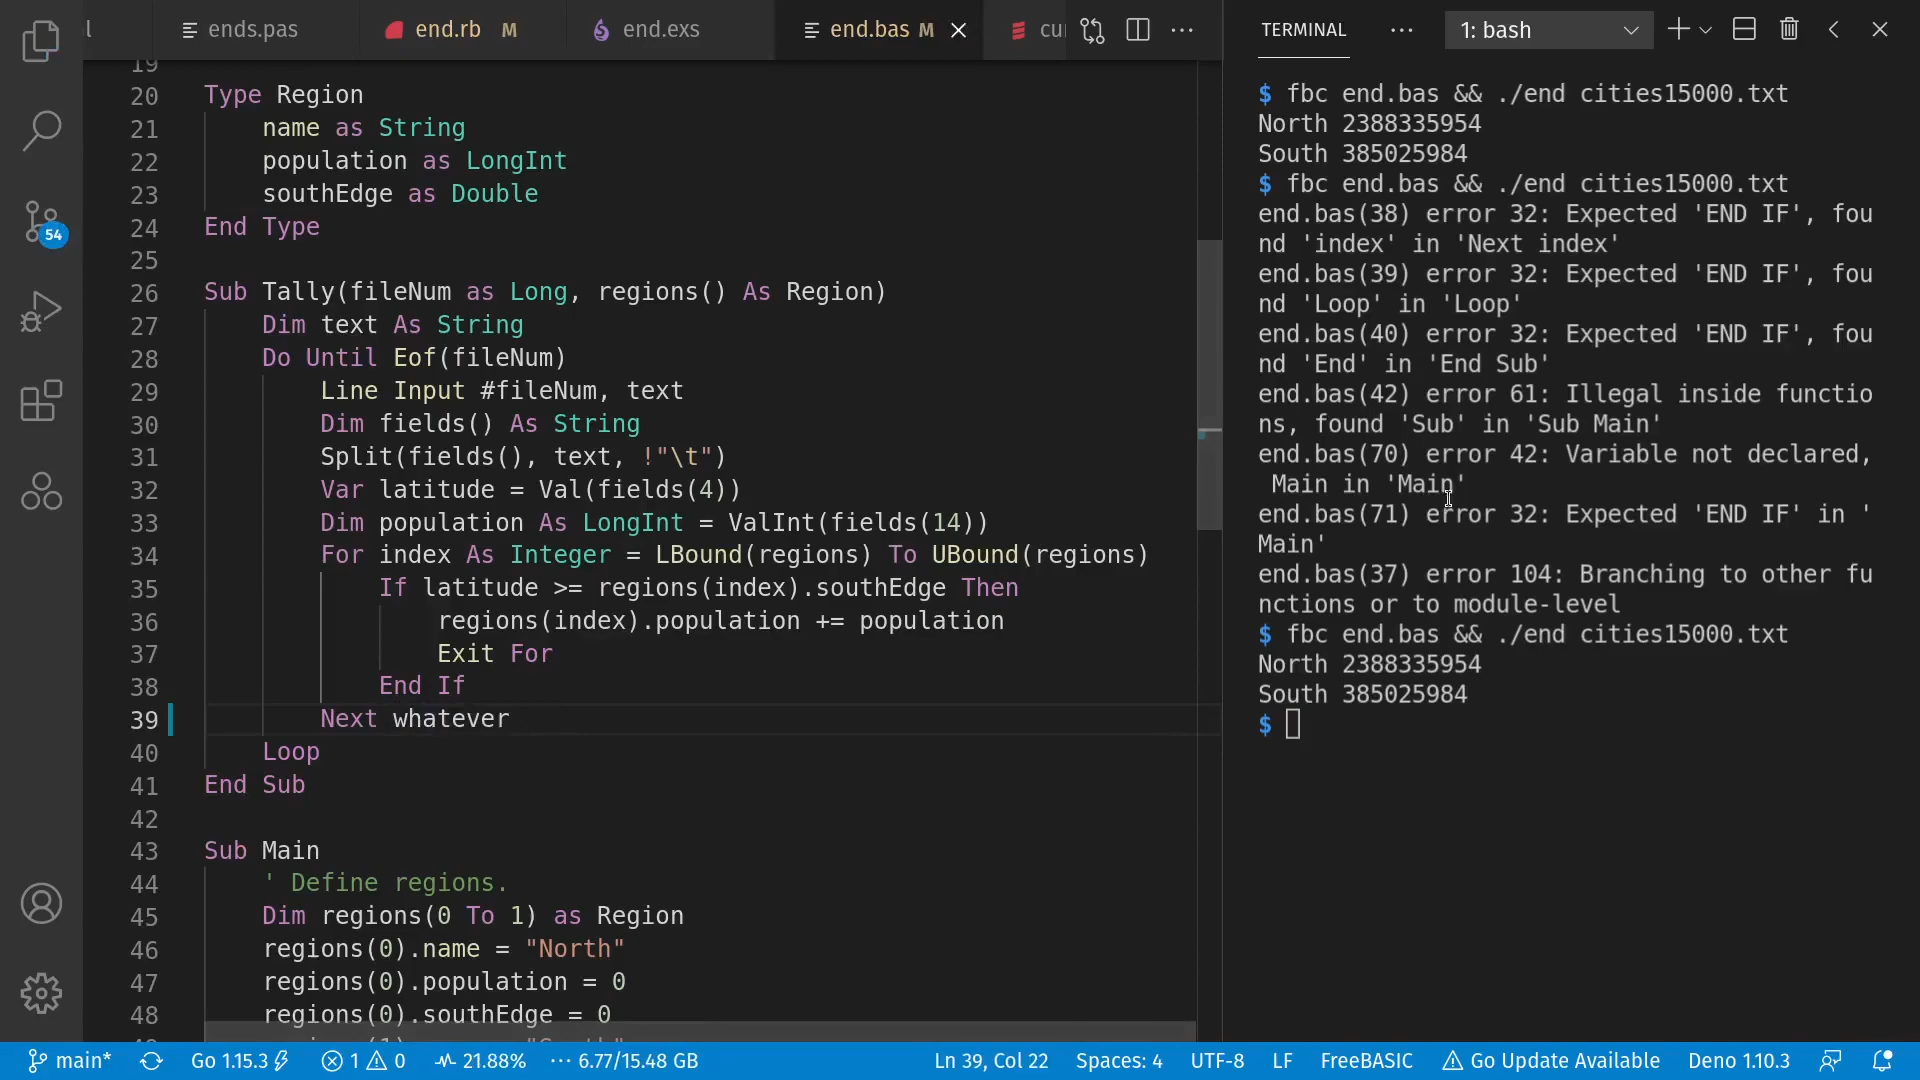 l
ends.pas
end.rb M
end.exs
end.bas M
cu
TERMINAL
1: bash
19
20 Type Region
21 name as String
22 population as LongInt
23 southEdge as Double
24 End Type
25
26 Sub Tally(fileNum as Long, regions() As Region)
27 Dim text As String
28 Do Until Eof(fileNum)
29 Line Input #fileNum, text
30 Dim fields() As String
31 Split(fields(), text, !"\t")
32 Var latitude = Val(fields(4))
33 Dim population As LongInt = ValInt(fields(14))
34 For index As Integer = LBound(regions) To UBound(regions)
35 If latitude >= regions(index).southEdge Then
36 regions(index).population += population
37 Exit For
38 End If
39 Next whatever
40 Loop
41 End Sub
42
43 Sub Main
44 ' Define regions.
45 Dim regions(0 To 1) as Region
46 regions(0).name = "North"
47 regions(0).population = 0
48 regions(0).southEdge = 0
$ fbc end.bas && ./end cities15000.txt
North 2388335954
South 385025984
$ fbc end.bas && ./end cities15000.txt
end.bas(38) error 32: Expected 'END IF', fou
nd 'index' in 'Next index'
end.bas(39) error 32: Expected 'END IF', fou
nd 'Loop' in 'Loop'
end.bas(40) error 32: Expected 'END IF', fou
nd 'End' in 'End Sub'
end.bas(42) error 61: Illegal inside functio
ns, found 'Sub' in 'Sub Main'
end.bas(70) error 42: Variable not declared,
Main in 'Main'
end.bas(71) error 32: Expected 'END IF' in '
Main'
end.bas(37) error 104: Branching to other fu
nctions or to module-level
$ fbc end.bas && ./end cities15000.txt
North 2388335954
South 385025984
$
54
main* Go 1.15.3 1 0 21.88% ··· 6.77/15.48 GB Ln 39, Col 22 Spaces: 4 UTF-8 LF FreeBASIC Go Update Available Deno 1.10.3